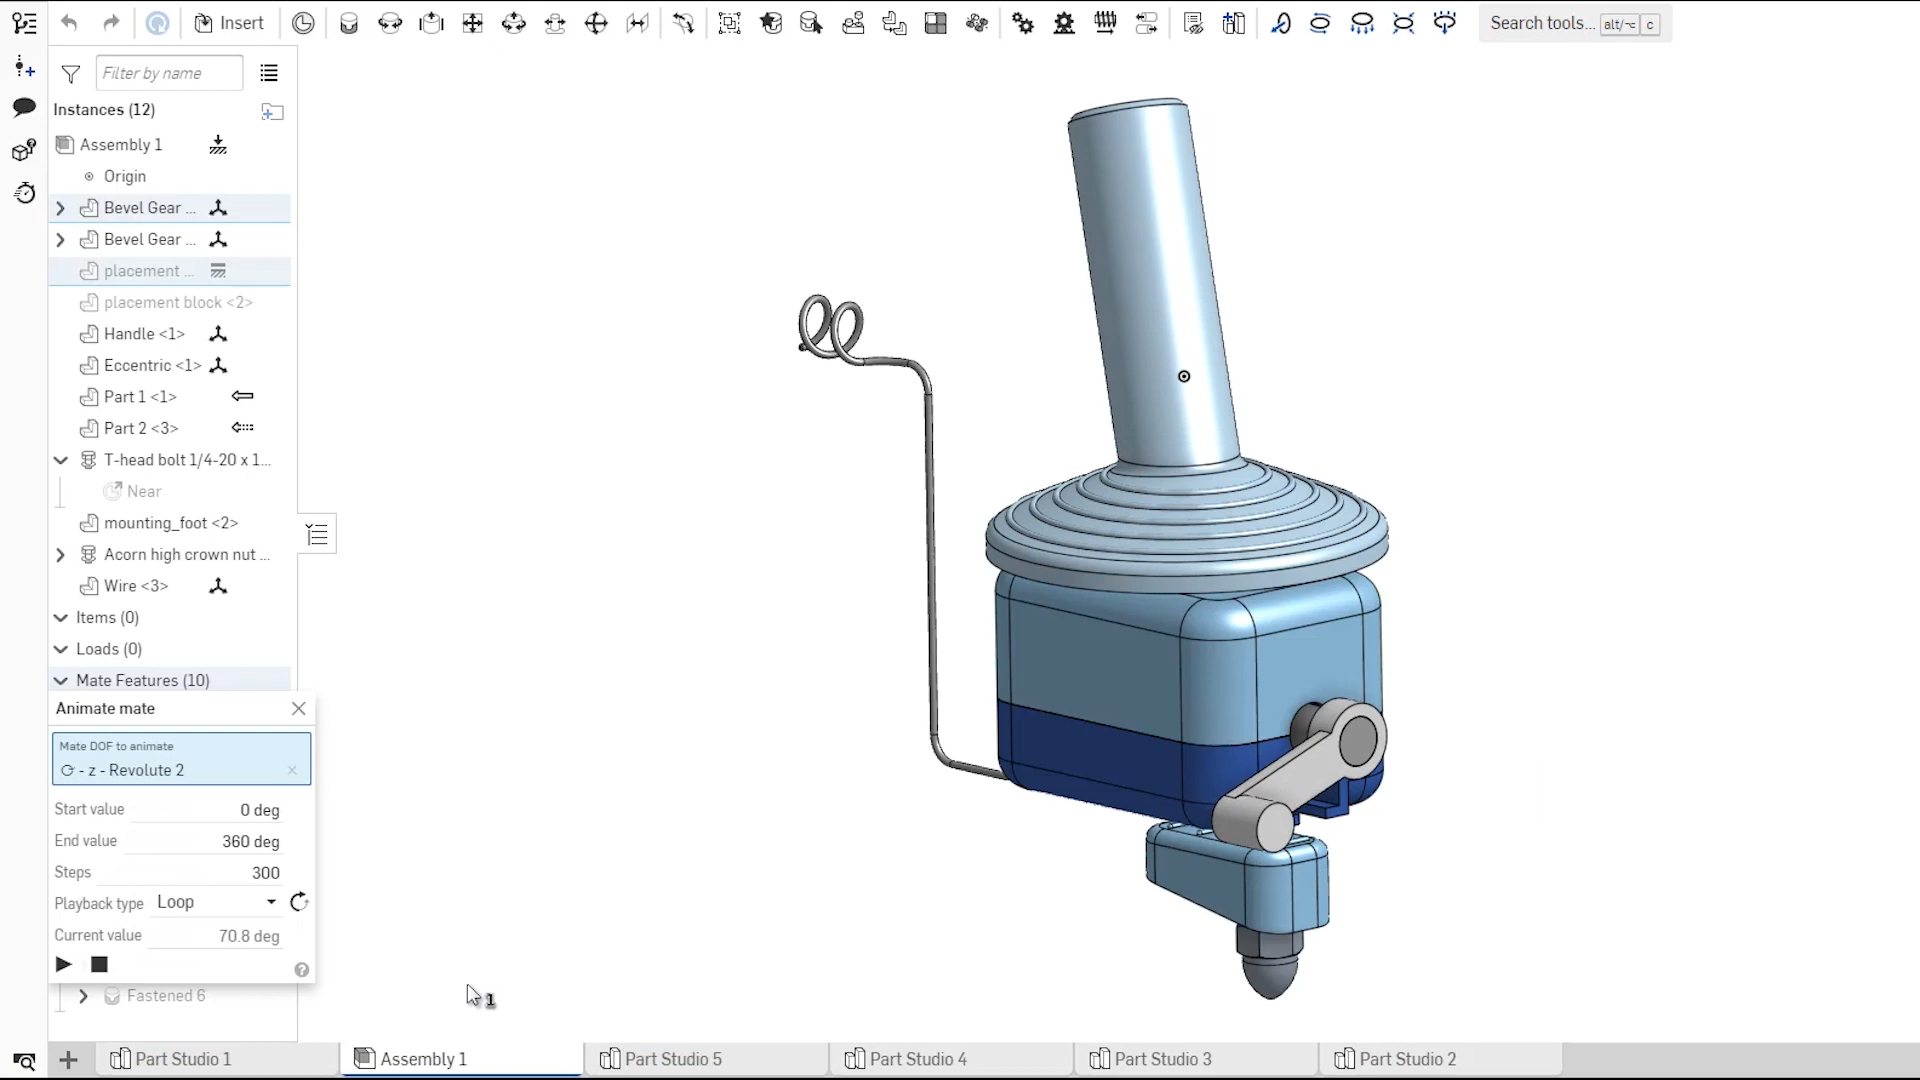 Insert
Search tools... alt/⌥ c
Filter by name
Instances (12)
Assembly 1
Origin
Bevel Gear ...
Bevel Gear ...
placement ...
placement block <2>
Handle <1>
Eccentric <1>
Part 1 <1>
Part 2 <3>
T-head bolt 1/4-20 x 1...
Near
mounting_foot <2>
Acorn high crown nut ...
Wire <3>
Items (0)
Loads (0)
Mate Features (10)
Animate mate
Mate DOF to animate
- z - Revolute 2
Start value 0 deg
End value 360 deg
Steps 300
Playback type Loop
Current value 70.8 deg
Fastened 6
1
Part Studio 1
Assembly 1
Part Studio 5
Part Studio 4
Part Studio 3
Part Studio 2